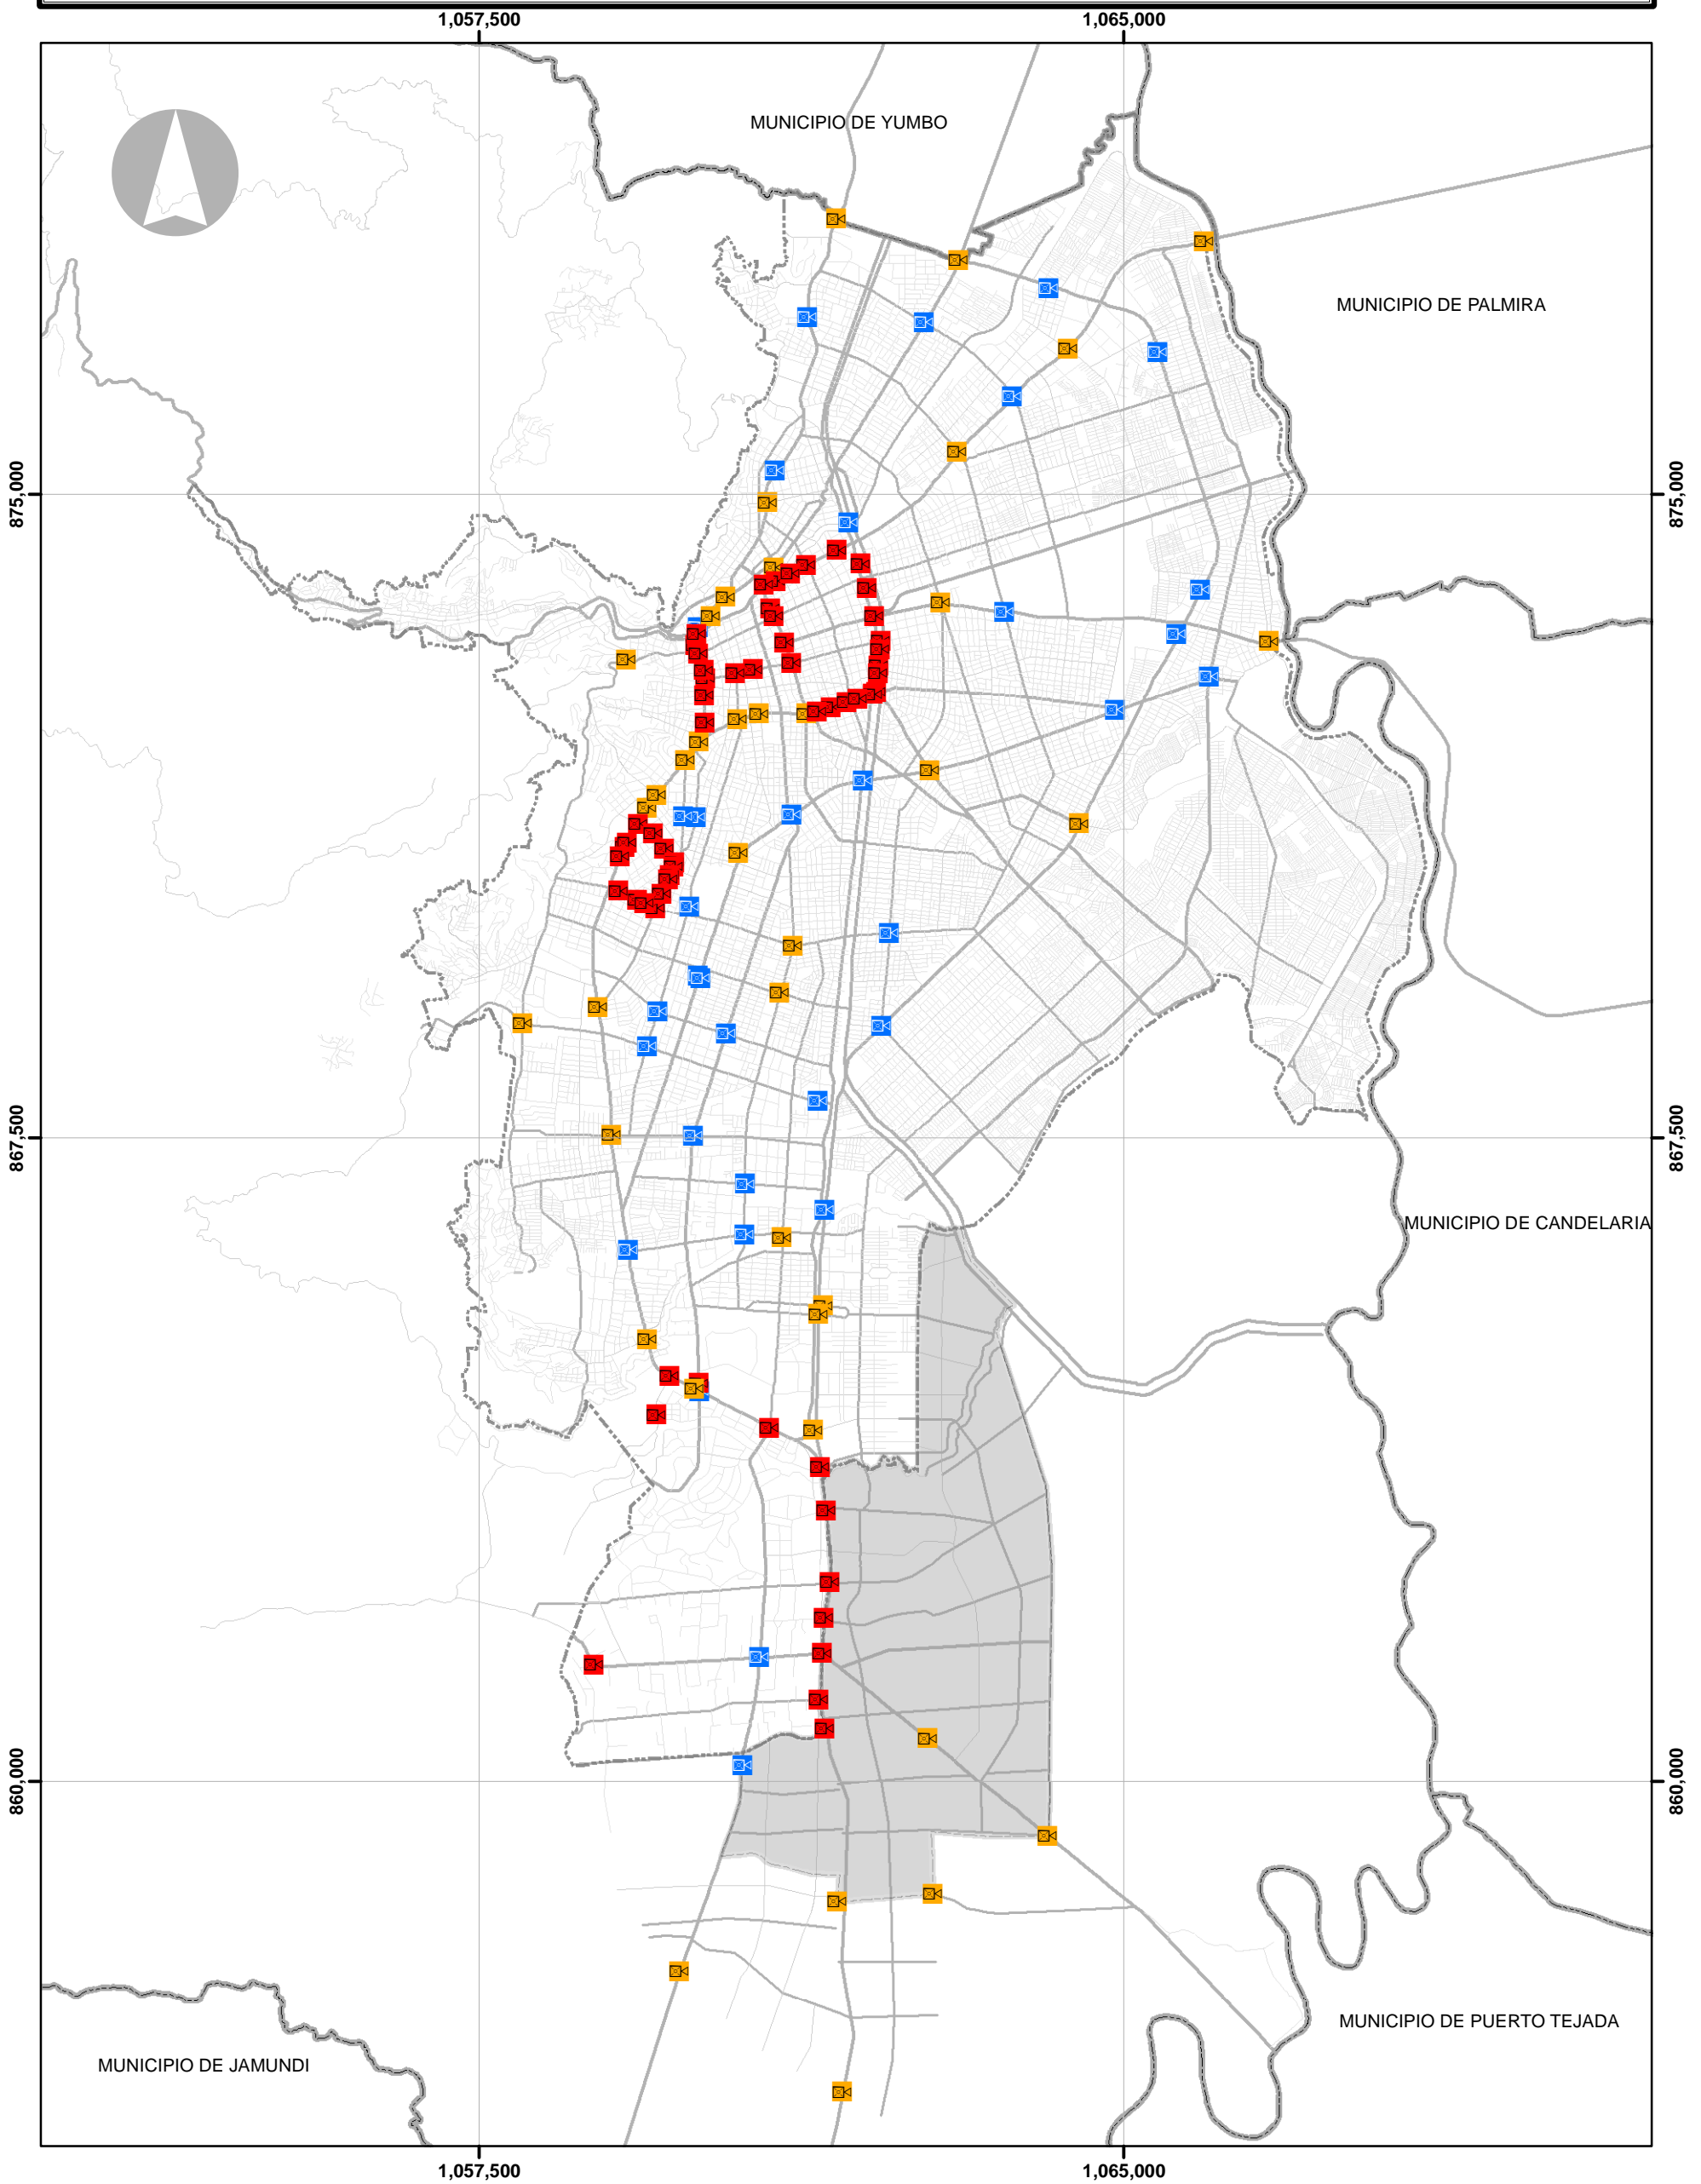 1,057,500 1,065,000
MUNICIPIO DE YUMBO
MUNICIPIO DE PALMIRA
875,000 875,000
867,500 867,500
MUNICIPIO DE CANDELARIA
860,000 860,000
MUNICIPIO DE PUERTO TEJADA
MUNICIPIO DE JAMUNDI
1,057,500 1,065,000